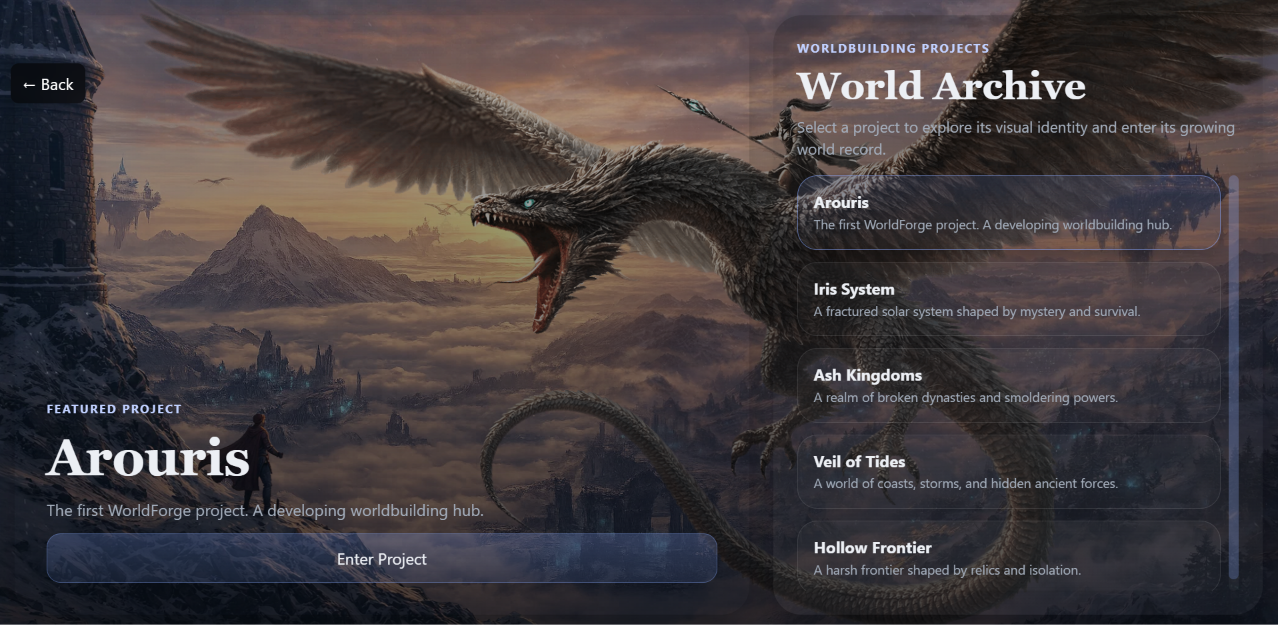 ← Back
FEATURED PROJECT
Arouris
The first WorldForge project. A developing worldbuilding hub.
Enter Project
WORLDBUILDING PROJECTS
World Archive
Select a project to explore its visual identity and enter its growing
world record.
Arouris
The first WorldForge project. A developing worldbuilding hub.
Iris System
A fractured solar system shaped by mystery and survival.
Ash Kingdoms
A realm of broken dynasties and smoldering powers.
Veil of Tides
A world of coasts, storms, and hidden ancient forces.
Hollow Frontier
A harsh frontier shaped by relics and isolation.